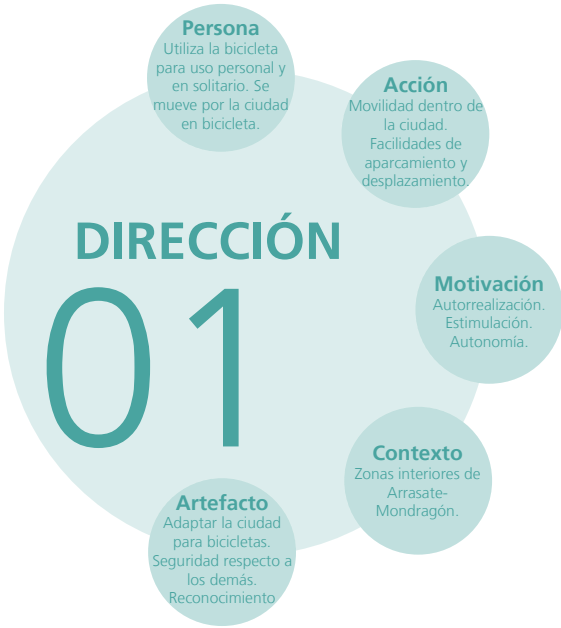 Persona
Utiliza la bicicleta
para uso personal y
en solitario. Se
mueve por la ciudad
en bicicleta.
Acción
Movilidad dentro de
la ciudad.
Facilidades de
aparcamiento y
desplazamiento.
DIRECCIÓN
01
Motivación
Autorrealización.
Estimulación.
Autonomía.
Contexto
Zonas interiores de
Arrasate-
Mondragón.
Artefacto
Adaptar la ciudad
para bicicletas.
Seguridad respecto a
los demás.
Reconocimiento